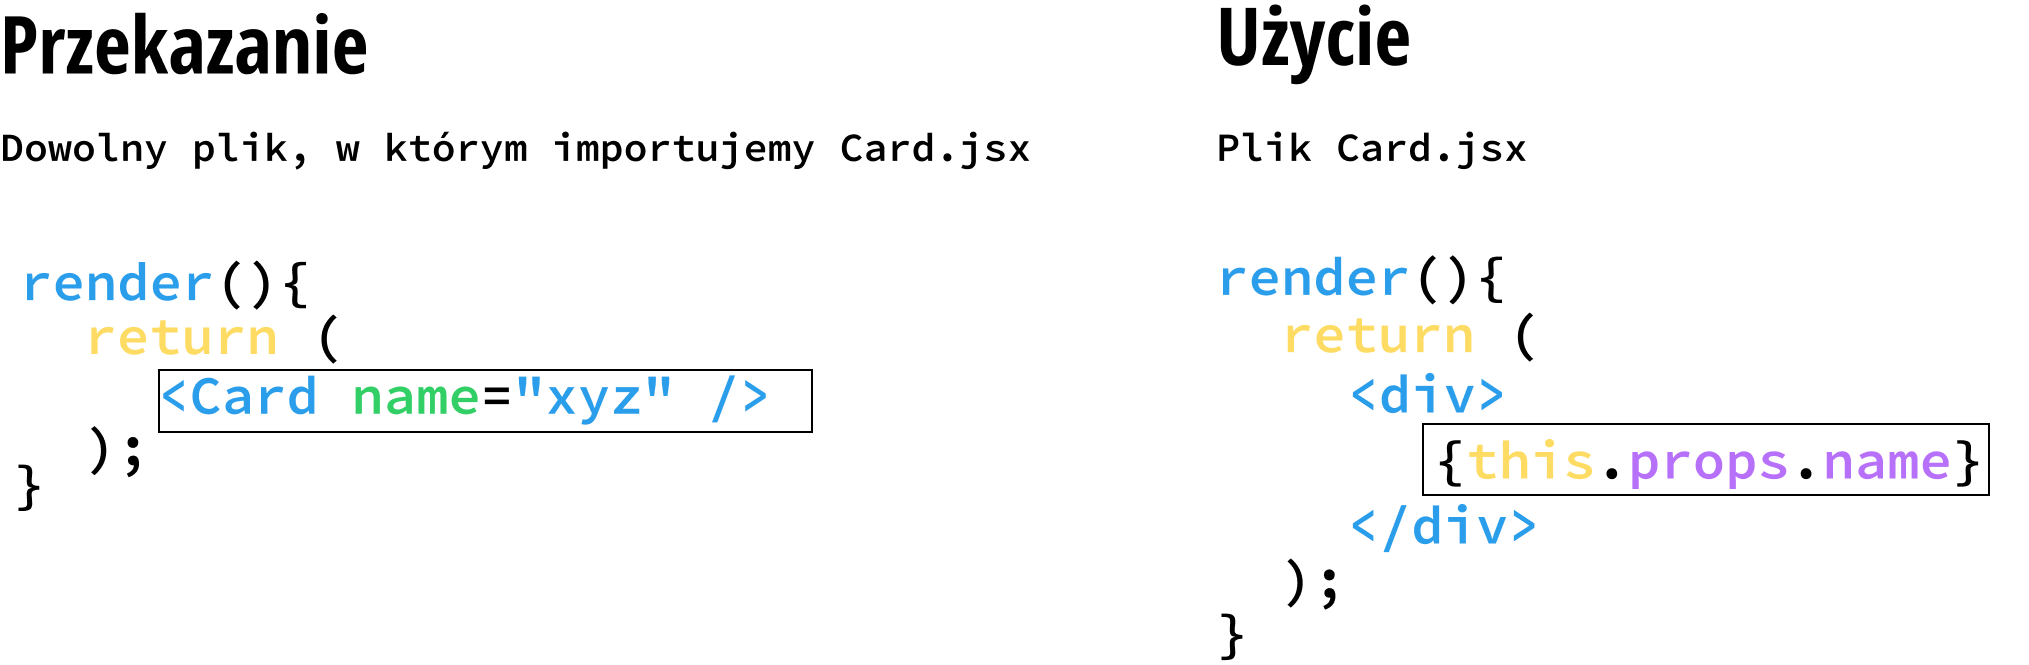 Przekazanie
Dowolny plik, w którym importujemy Card.jsx
render(){
return (
<Card name="xyz" />
);
}
Użycie
Plik Card.jsx
render(){
return (
<div>
{this.props.name}
</div>
);
}